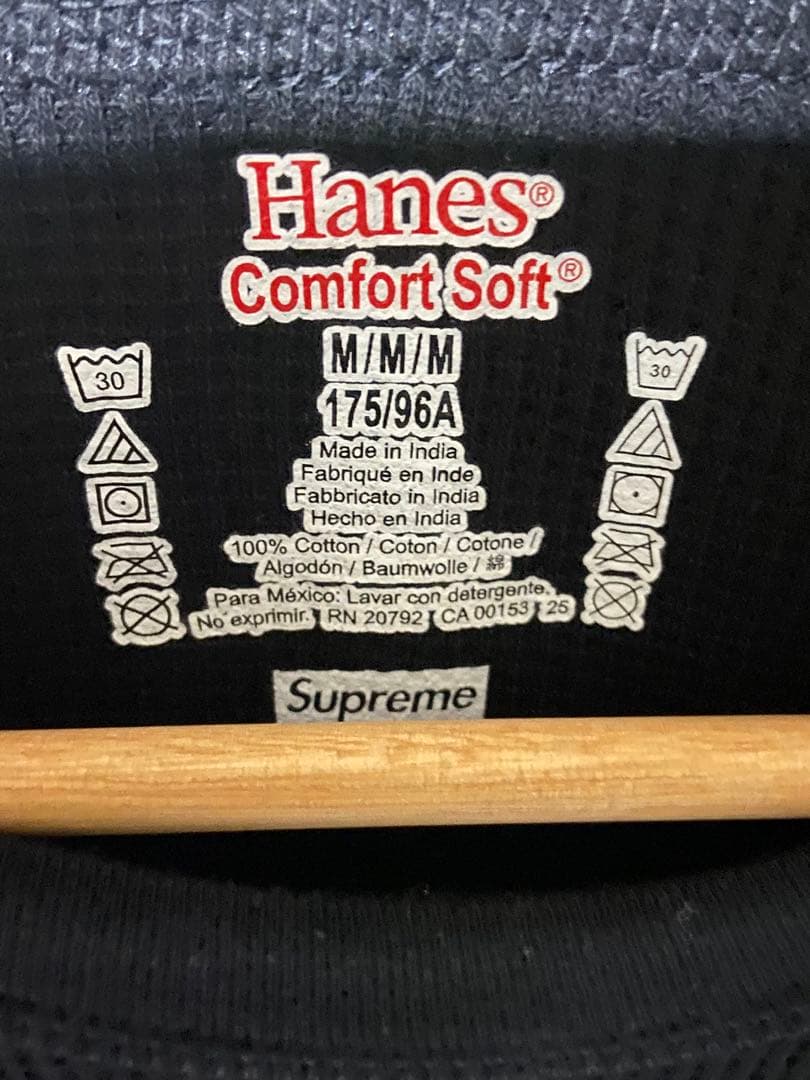 Hanes®
Comfort Soft®
M/M/M
175/96A
30
30
Made in India
Fabriqué en Inde
Fabbricato in India
Hecho en India
100% Cotton / Coton / Cotone /
Algodón / Baumwolle /
Para México: Lavar con detergente.
No exprimir. RN 20792 CA 00153 25
Supreme